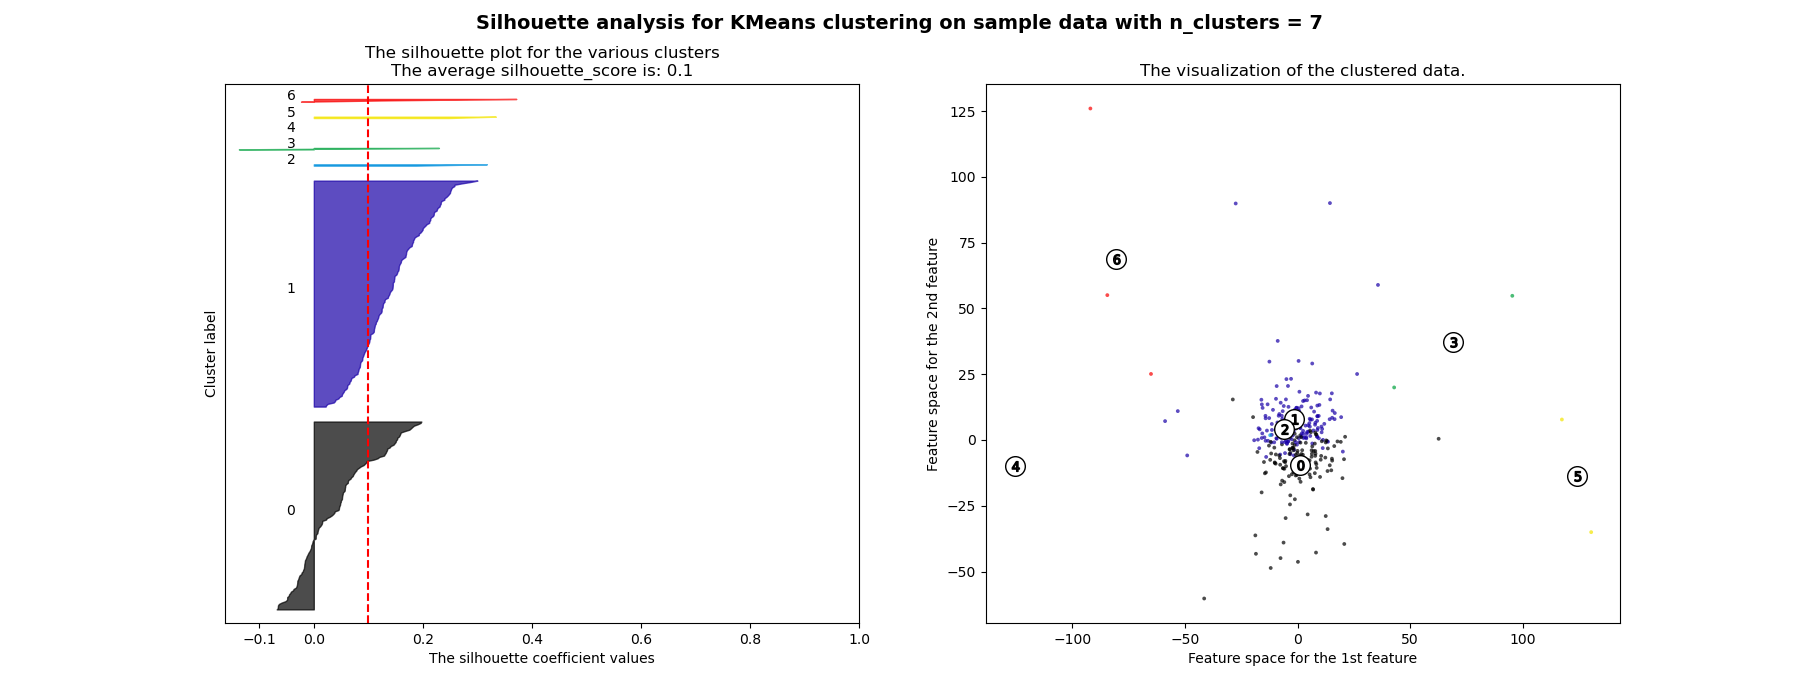 Silhouette analysis for KMeans clustering on sample data with n_clusters = 7
The silhouette plot for the various clusters
The average silhouette_score is: 0.1
6
5
4
3
2
1
0
Cluster label
−0.1 0.0 0.2 0.4 0.6 0.8 1.0
The silhouette coefficient values
The visualization of the clustered data.
125
100
75
50
25
0
−25
−50
Feature space for the 2nd feature
6
3
1
2
0
4
5
−100 −50 0 50 100
Feature space for the 1st feature